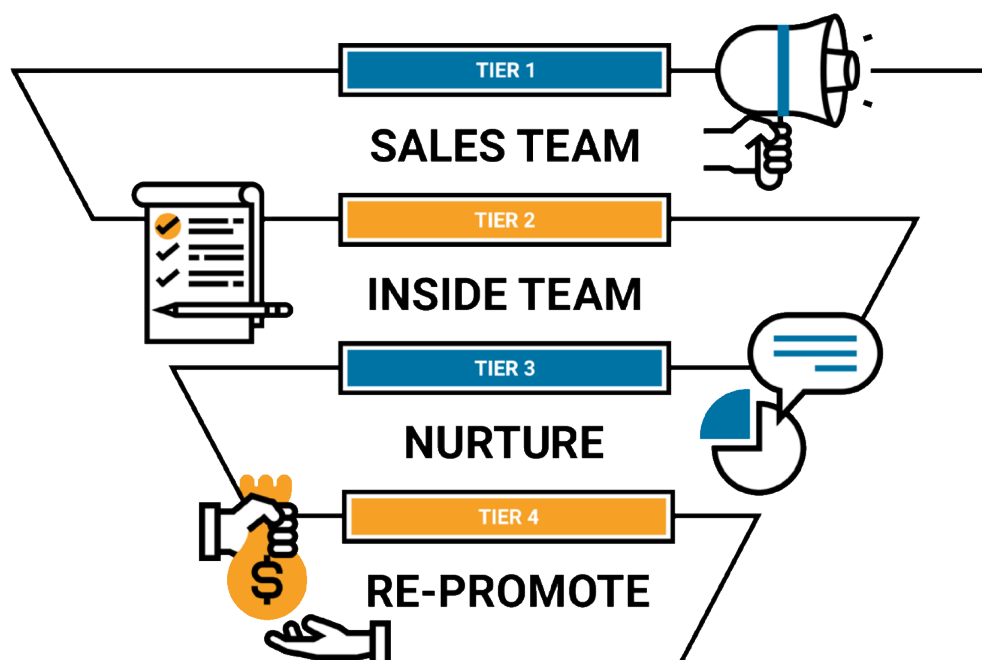 TIER 1
SALES TEAM
TIER 2
INSIDE TEAM
TIER 3
NURTURE
TIER 4
$
RE-PROMOTE